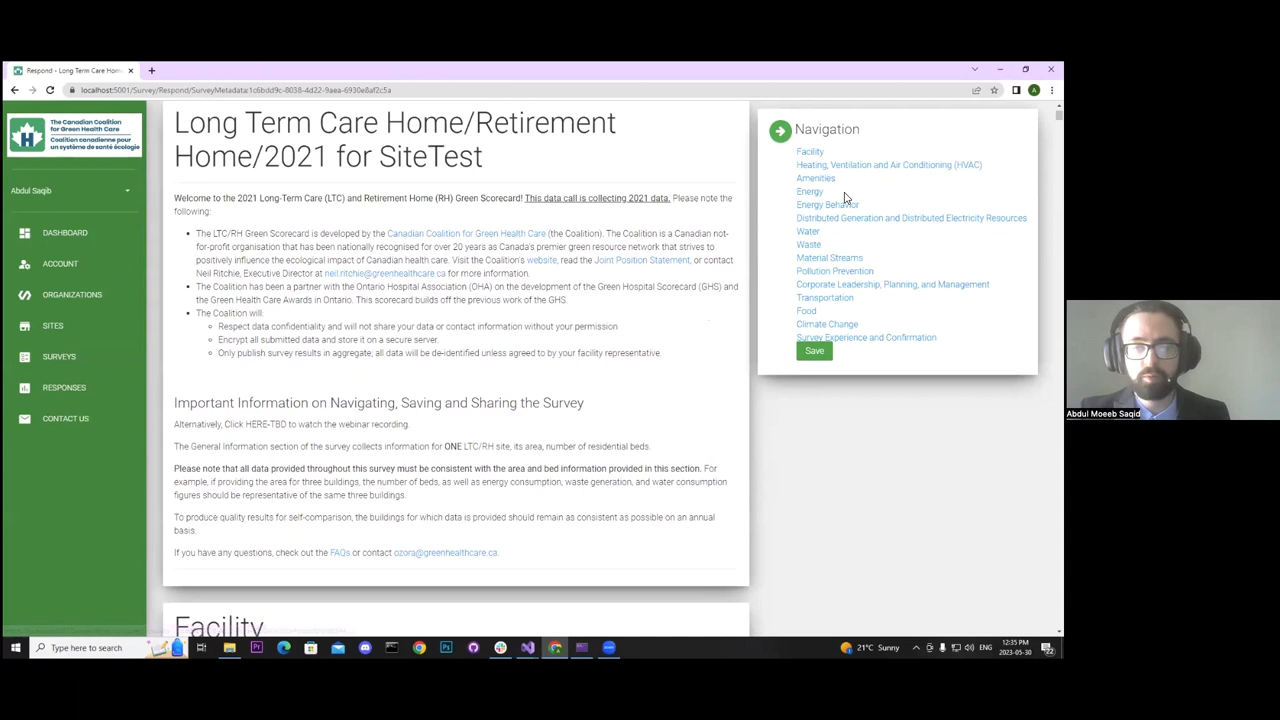 Respond - Long Term Care Hom
localhost:5001/Survey/Respond/SurveyMetadata:1c6bdd9c-8038-4d22-9aea-6930e8af2c5a
A
The Canadian Coalition
for Green Health Care
Coalition canadienne pour
un système de santé écologie
H
Abdul Saqib
DASHBOARD
ACCOUNT
ORGANIZATIONS
SITES
SURVEYS
RESPONSES
CONTACT US
Long Term Care Home/Retirement
Home/2021 for SiteTest
Welcome to the 2021 Long-Term Care (LTC) and Retirement Home (RH) Green Scorecard! This data call is collecting 2021 data. Please note the
following:
The LTC/RH Green Scorecard is developed by the Canadian Coalition for Green Health Care (the Coalition). The Coalition is a Canadian not-
for-profit organisation that has been nationally recognised for over 20 years as Canada's premier green resource network that strives to
positively influence the ecological impact of Canadian health care. Visit the Coalition's website, read the Joint Position Statement, or contact
Neil Ritchie, Executive Director at neil.ritchie@greenhealthcare.ca for more information.
The Coalition has been a partner with the Ontario Hospital Association (OHA) on the development of the Green Hospital Scorecard (GHS) and
the Green Health Care Awards in Ontario. This scorecard builds off the previous work of the GHS.
The Coalition will:
Respect data confidentiality and will not share your data or contact information without your permission
Encrypt all submitted data and store it on a secure server.
Only publish survey results in aggregate; all data will be de-identified unless agreed to by your facility representative.
Important Information on Navigating, Saving and Sharing the Survey
Alternatively, Click HERE-TBD to watch the webinar recording.
The General Information section of the survey collects information for ONE LTC/RH site, its area, number of residential beds.
Please note that all data provided throughout this survey must be consistent with the area and bed information provided in this section. For
example, if providing the area for three buildings, the number of beds, as well as energy consumption, waste generation, and water consumption
figures should be representative of the same three buildings.
To produce quality results for self-comparison, the buildings for which data is provided should remain as consistent as possible on an annual
basis.
If you have any questions, check out the FAQs or contact ozora@greenhealthcare.ca.
Facility
Navigation
Facility
Heating, Ventilation and Air Conditioning (HVAC)
Amenities
Energy
Energy Behavior
Distributed Generation and Distributed Electricity Resources
Water
Waste
Material Streams
Pollution Prevention
Corporate Leadership, Planning, and Management
Transportation
Food
Climate Change
Survey Experience and Confirmation
Save
Abdul Moeeb Saqib
Type here to search
21°C Sunny
ENG
12:35 PM
2023-05-30
22